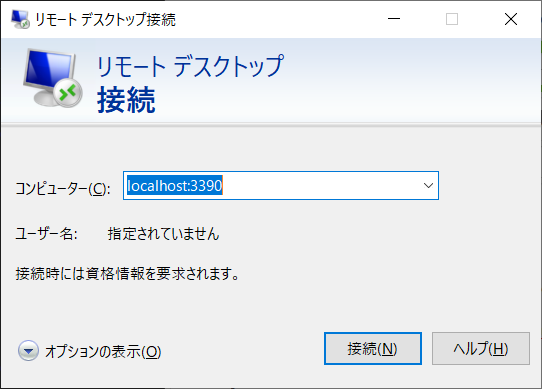 リモート デスクトップ接続
リモート デスクトップ
接続
コンピューター(C): localhost:3390
ユーザー名: 指定されていません
接続時には資格情報を要求されます。
オプションの表示(O) 接続(N) ヘルプ(H)